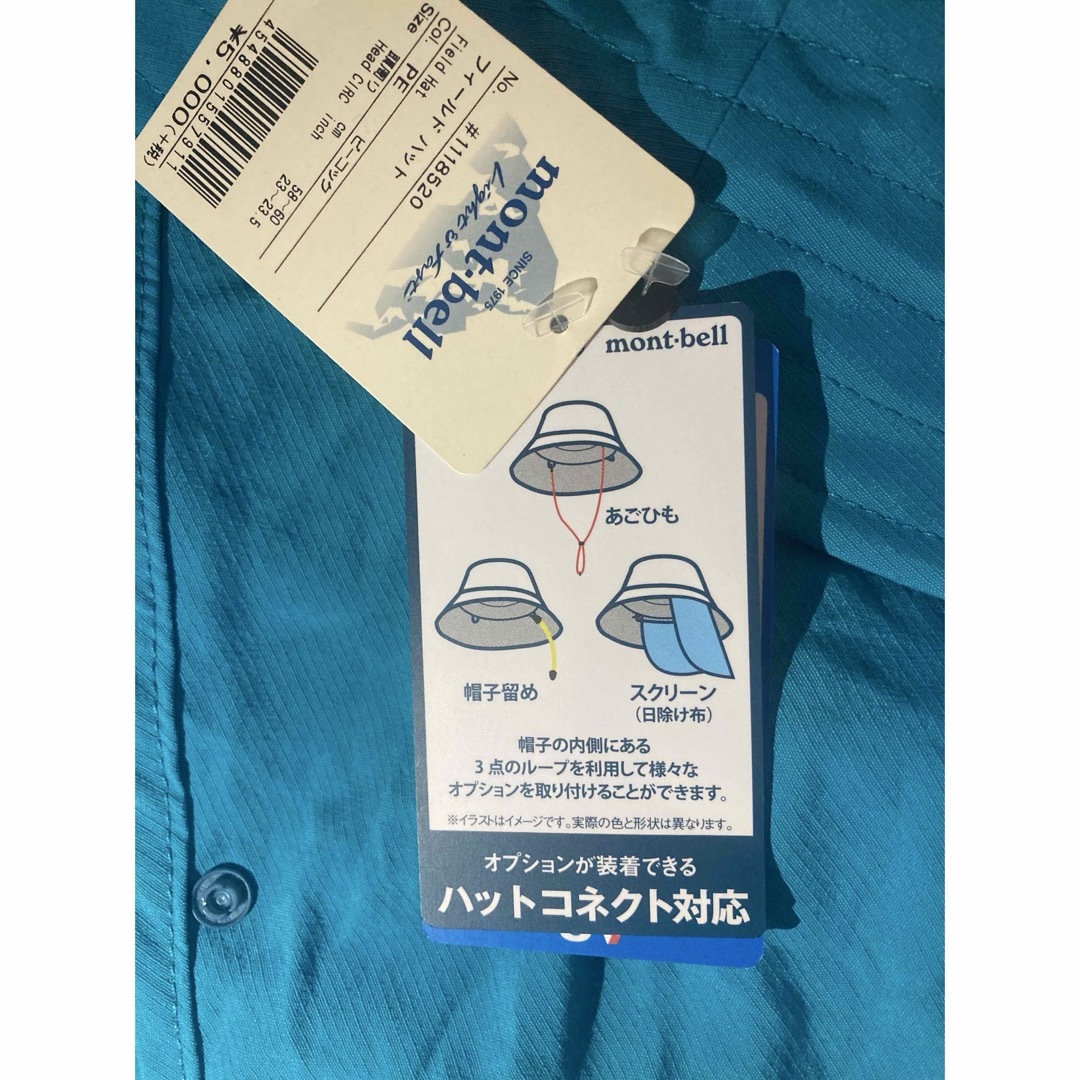 mont·bell
Light & Fast
SINCE 1975
No. #1118520
フィールド ハット
Field Hat
Col. PE ピーコック
Size 頭周り cm 58~60
Head CIRC inch 23~23.5
4548801557911
¥5,000(+税)
mont·bell
あごひも
帽子留め
スクリーン
(日除け布)
帽子の内側にある
3点のループを利用して様々な
オプションを取り付けることができます。
※イラストはイメージです。実際の色と形状は異なります。
オプションが装着できる
ハットコネクト対応